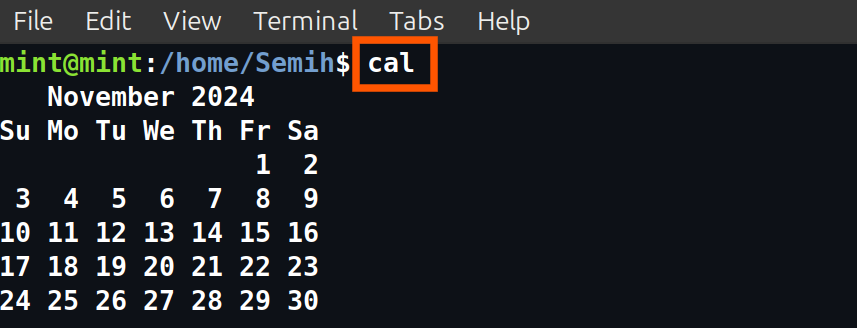 File Edit View Terminal Tabs Help
mint@mint:/home/Semih$ cal
   November 2024
Su Mo Tu We Th Fr Sa
                1  2
 3  4  5  6  7  8  9
10 11 12 13 14 15 16
17 18 19 20 21 22 23
24 25 26 27 28 29 30